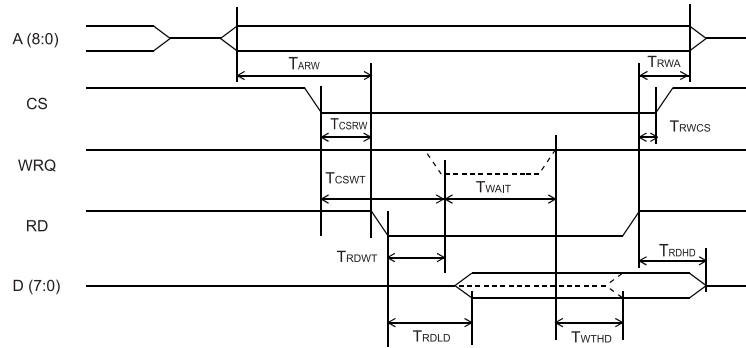 A (8:0)
TARW
TRWA
CS
TCSRW
TRWCS
WRQ
TCSWT
TWAIT
RD
TRDWT
TRDHD
D (7:0)
TRDLD
TWTHD